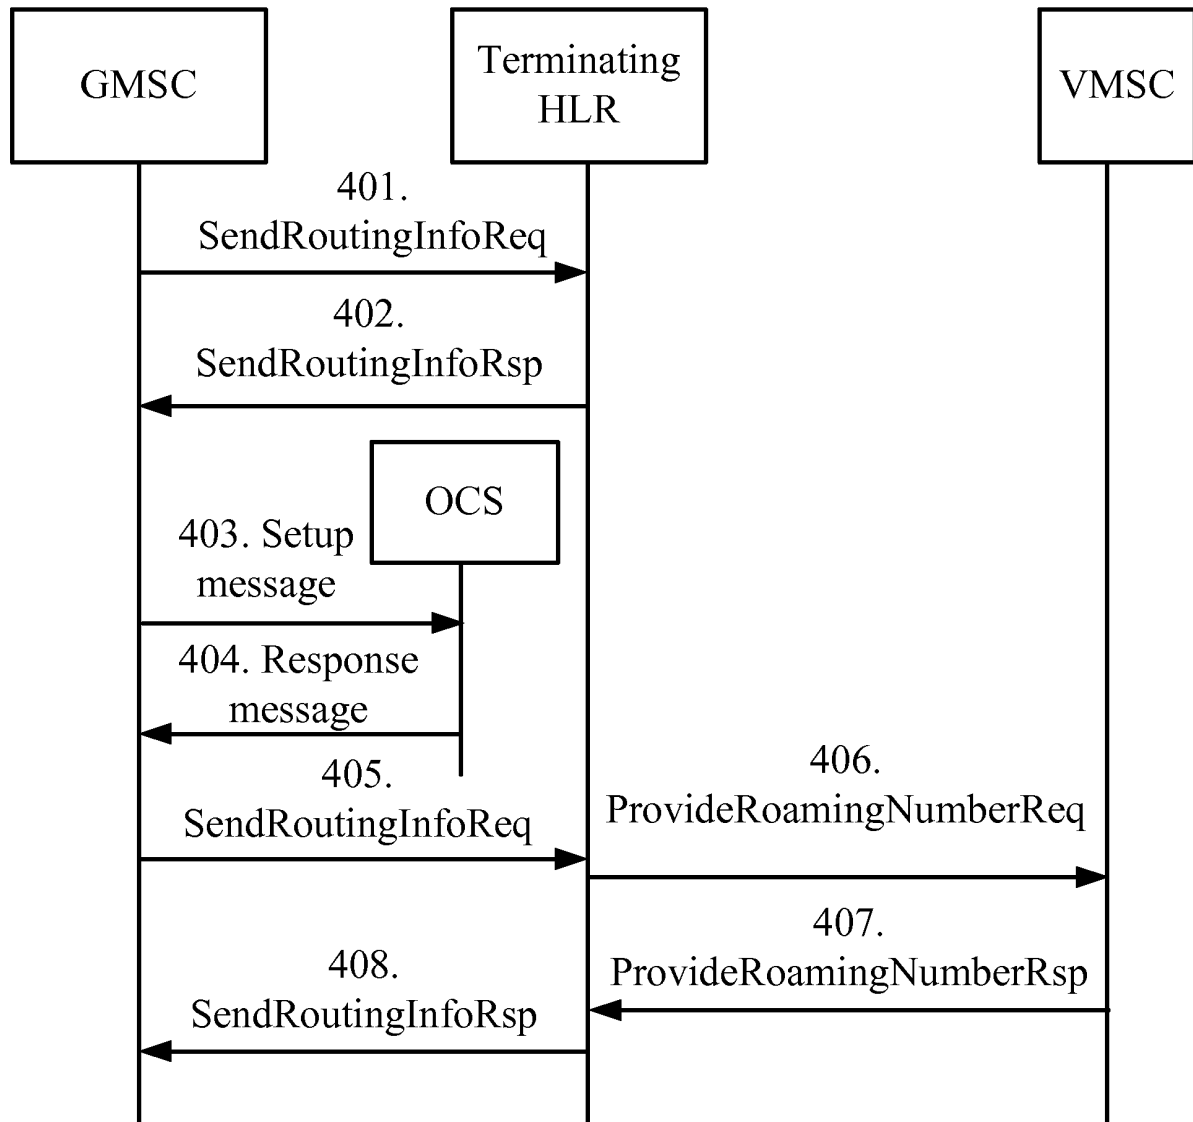 GMSC
Terminating
HLR
VMSC
401.
SendRoutingInfoReq
402.
SendRoutingInfoRsp
OCS
403. Setup
message
404. Response
message
405.
SendRoutingInfoReq
406.
ProvideRoamingNumberReq
407.
ProvideRoamingNumberRsp
408.
SendRoutingInfoRsp